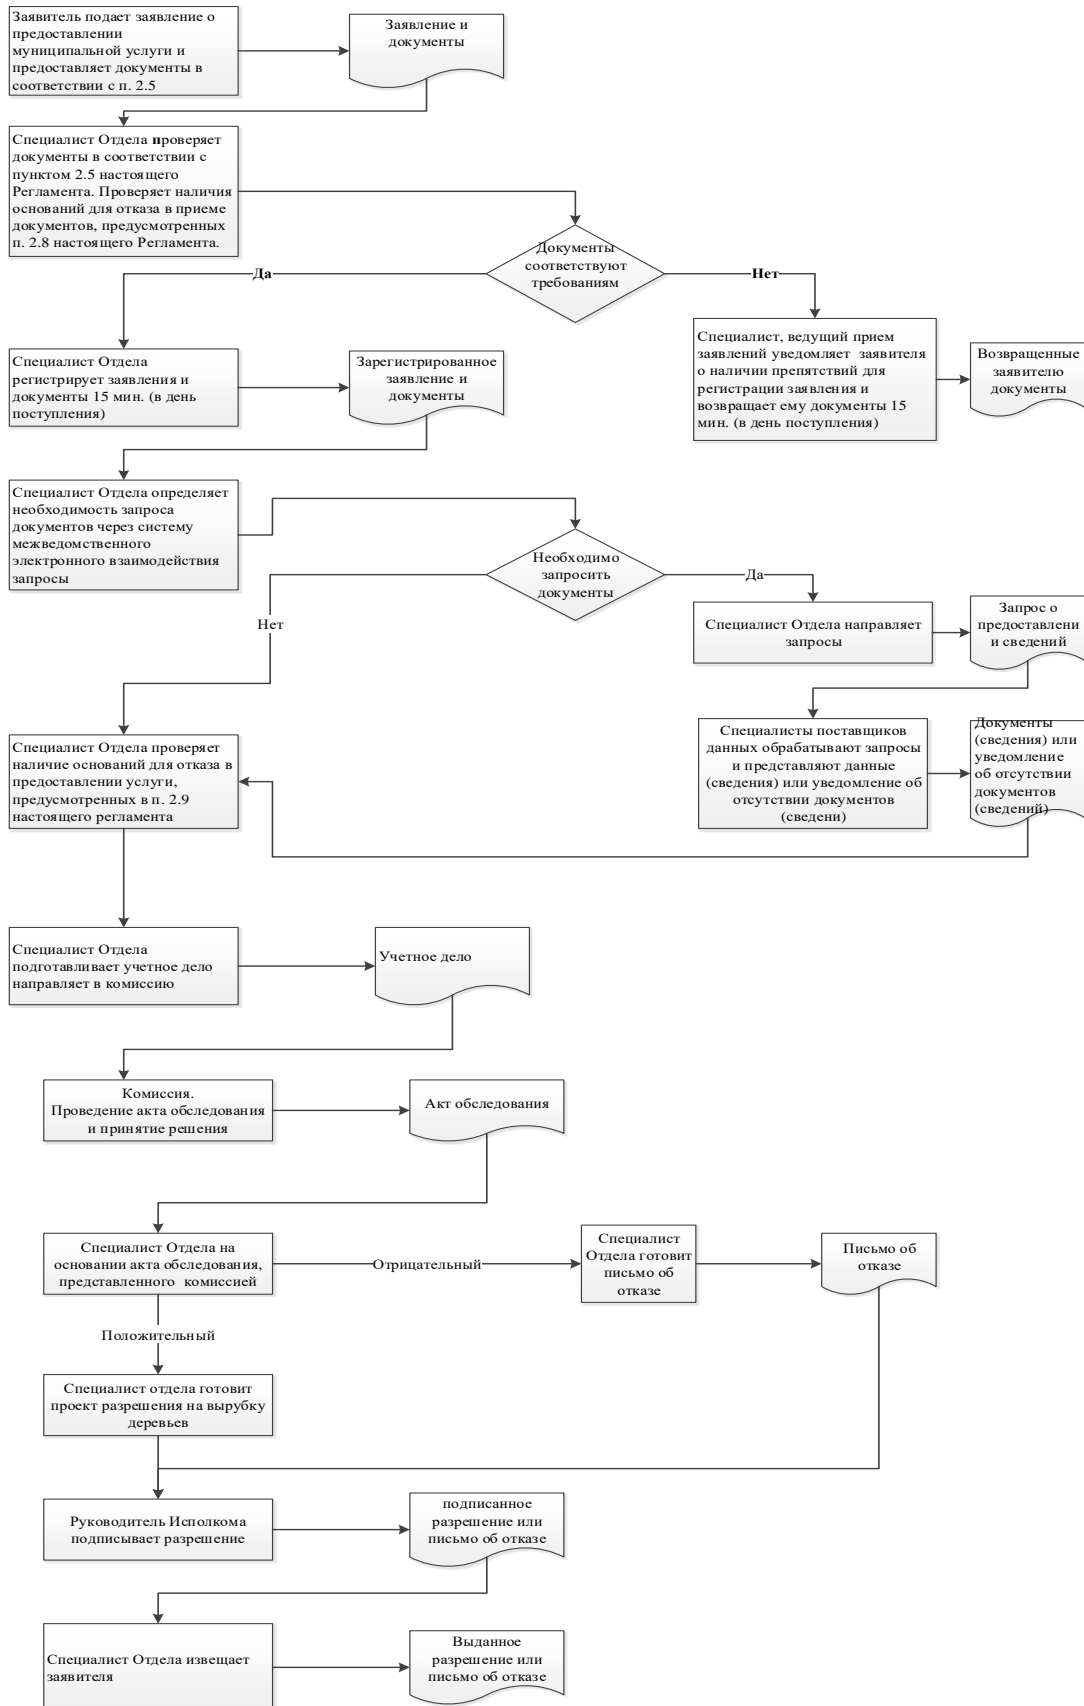 Заявитель подает заявление о
предоставлении
муниципальной услуги и
предоставляет документы в
соответствии с п. 2.5
Заявление и
документы
Специалист Отдела проверяет
документы в соответствии с
пунктом 2.5 настоящего
Регламента. Проверяет наличия
оснований для отказа в приеме
документов, предусмотренных
п. 2.8 настоящего Регламента.
Документы
соответствуют
требованиям
Да
Нет
Специалист Отдела
регистрирует заявления и
документы 15 мин. (в день
поступления)
Зарегистрированное
заявление и
документы
Специалист, ведущий прием
заявлений уведомляет заявителя
о наличии препятствий для
регистрации заявления и
возвращает ему документы 15
мин. (в день поступления)
Возвращенные
заявителю
документы
Специалист Отдела определяет
необходимость запроса
документов через систему
межведомственного
электронного взаимодействия
запросы
Необходимо
запросить
документы
Да
Нет
Специалист Отдела направляет
запросы
Запрос о
предоставлени
и сведений
Специалисты поставщиков
данных обрабатывают запросы
и представляют данные
(сведения) или уведомление об
отсутствии документов
(сведени)
Документы
(сведения) или
уведомление
об отсутствии
документов
(сведений)
Специалист Отдела проверяет
наличие оснований для отказа в
предоставлении услуги,
предусмотренных в п. 2.9
настоящего регламента
Специалист Отдела
подготавливает учетное дело
направляет в комиссию
Учетное дело
Комиссия.
Проведение акта обследования
и принятие решения
Акт обследования
Специалист Отдела на
основании акта обследования,
представленного комиссией
Отрицательный
Специалист
Отдела готовит
письмо об
отказе
Письмо об
отказе
Положительный
Специалист отдела готовит
проект разрешения на вырубку
деревьев
Руководитель Исполкома
подписывает разрешение
подписанное
разрешение или
письмо об отказе
Специалист Отдела извещает
заявителя
Выданное
разрешение или
письмо об отказе